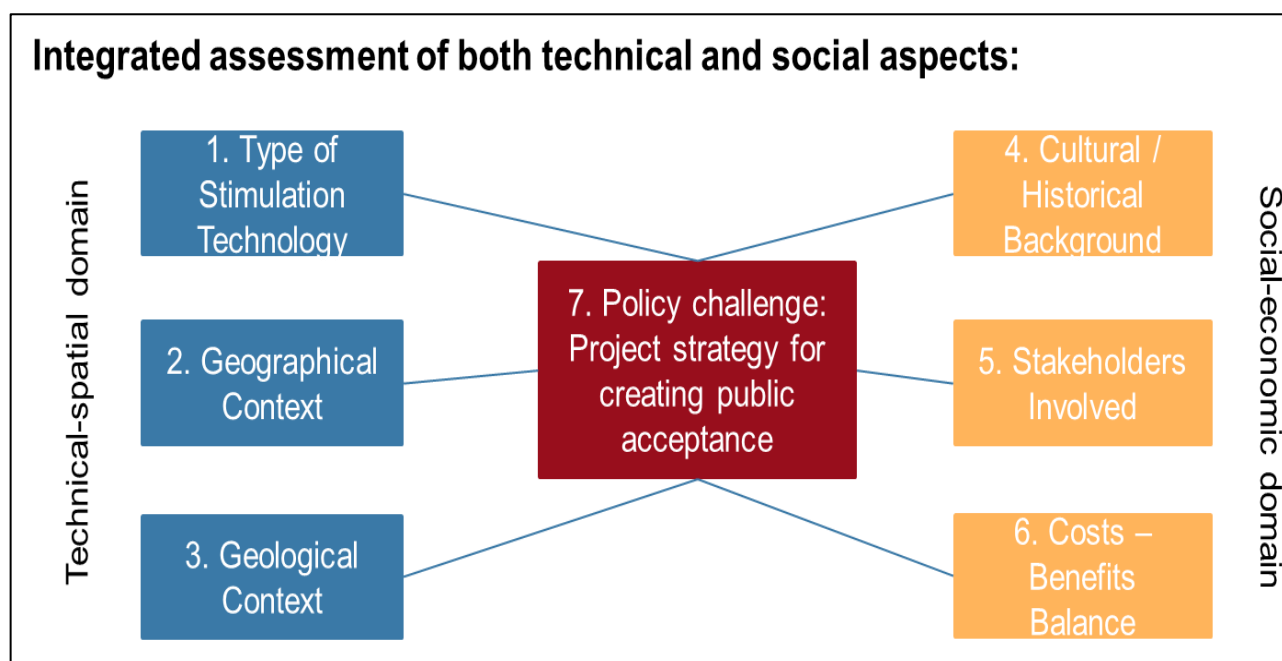 Integrated assessment of both technical and social aspects:
Technical-spatial domain
1. Type of
Stimulation
Technology
2. Geographical
Context
3. Geological
Context
7. Policy challenge:
Project strategy for
creating public
acceptance
4. Cultural /
Historical
Background
5. Stakeholders
Involved
6. Costs –
Benefits
Balance
Social-economic domain